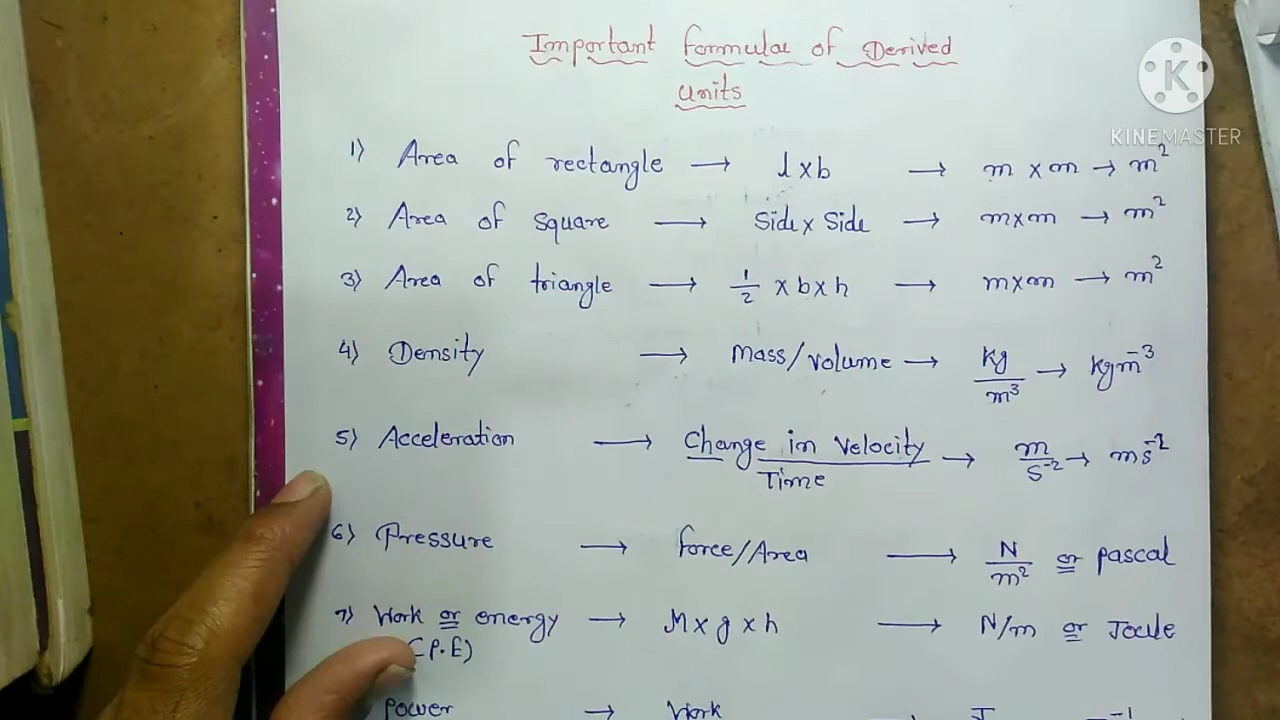 Important formulae of Derived
units
KINEMASTER
1) Area of rectangle → l x b → m x m → m²
2) Area of square → Side x Side → m x m → m²
3) Area of triangle → 1/2 x b x h → m x m → m²
4) Density → Mass/volume → kg/m³ → kgm⁻³
5) Acceleration → Change in Velocity/Time → m/s⁻² → ms⁻²
6) Pressure → force/Area → N/m² or pascal
7) Work or energy → M x g x h → N/m or Joule
(P.E)
Power → Work J